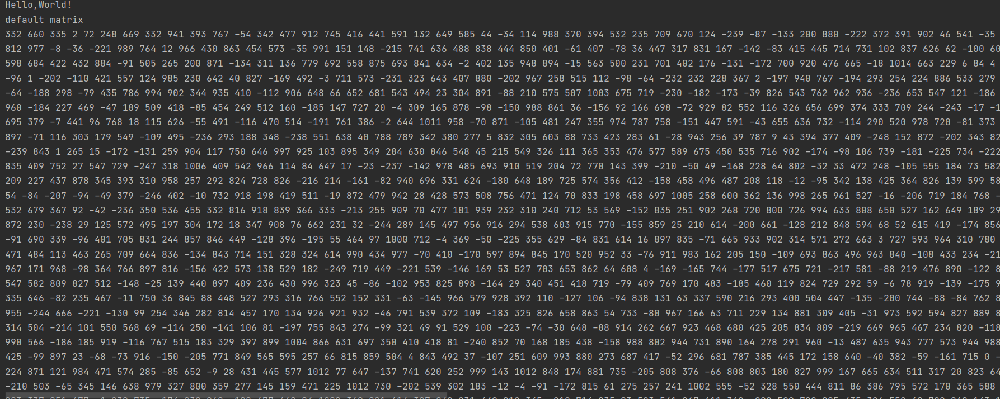 Hello,World!
default matrix
332 660 335 2 72 248 669 332 941 393 767 -54 342 477 912 745 416 441 591 132 649 585 44 -34 114 988 370 394 532 235 709 670 124 -239 -87 -133 200 880 -222 372 391 902 46 541 -35
812 977 -8 -36 -221 989 764 12 966 430 863 454 573 -35 991 151 148 -215 741 636 488 838 444 850 401 -61 407 -78 36 447 317 831 167 -142 -83 415 445 714 731 102 837 626 62 -100 60
598 684 422 432 884 -91 505 265 200 871 -134 311 136 779 692 558 875 693 841 634 -2 402 135 948 894 -15 563 500 231 701 402 176 -131 -172 700 920 476 665 -18 1014 663 229 6 84 4
-96 1 -202 -110 421 557 124 985 230 642 40 827 -169 492 -3 711 573 -231 323 643 407 880 -202 967 258 515 112 -98 -64 -232 232 228 367 2 -197 940 767 -194 293 254 224 886 533 279
-64 -188 298 -79 435 786 994 902 344 935 410 -112 906 648 66 652 681 543 494 23 304 891 -88 210 575 507 1003 675 719 -230 -182 -173 -39 826 543 762 962 936 -236 653 547 121 -186
960 -184 227 469 -47 189 509 418 -85 454 249 512 160 -185 147 727 20 -4 309 165 878 -98 -150 988 861 36 -156 92 166 698 -72 929 82 552 116 326 656 699 374 333 709 244 -243 -17 -1
695 379 -7 441 96 768 18 115 626 -55 491 -116 470 514 -191 761 386 -2 644 1011 958 -70 871 -105 481 247 355 974 787 758 -151 447 591 -43 655 636 732 -114 290 520 978 720 -81 373
897 -71 116 303 179 549 -109 495 -236 293 188 348 -238 551 638 40 788 789 342 380 277 5 832 305 603 88 733 423 283 61 -28 943 256 39 787 9 43 394 377 409 -248 152 872 -202 343 82
-239 843 1 265 15 -172 -131 259 904 117 750 646 997 925 103 895 349 284 630 846 548 45 215 549 326 111 365 353 476 577 589 675 450 535 716 902 -174 -98 186 739 -181 -225 734 -222
835 409 752 27 547 729 -247 318 1006 409 542 966 114 84 647 17 -23 -237 -142 978 485 693 910 519 204 72 770 143 399 -210 -50 49 -168 228 64 802 -32 33 472 248 -105 555 184 73 582
209 227 437 878 345 393 310 958 257 292 824 728 826 -216 214 -161 -82 940 696 331 624 -180 648 189 725 574 356 412 -158 458 496 487 208 118 -12 -95 342 138 425 364 826 139 599 58
54 -84 -207 -94 -49 379 -246 402 -10 732 918 198 419 511 -19 872 479 942 28 428 573 508 756 471 124 70 833 198 458 697 1005 258 600 362 136 998 265 961 527 -16 -206 719 184 768 -
532 679 367 92 -42 -236 350 536 455 332 816 918 839 366 333 -213 255 909 70 477 181 939 232 310 240 712 53 569 -152 835 251 902 268 720 800 726 994 633 808 650 527 162 649 189 29
872 230 -238 29 125 572 495 197 304 172 18 347 908 76 662 231 32 -244 289 145 497 956 916 294 538 603 915 770 -155 859 25 210 614 -200 661 -128 212 848 594 68 52 615 419 -174 856
-91 690 339 -96 401 705 831 244 857 846 449 -128 396 -195 55 464 97 1000 712 -4 369 -50 -225 355 629 -84 831 614 16 897 835 -71 665 933 902 314 571 272 663 3 727 593 964 310 780
471 484 113 463 265 709 664 836 -134 843 714 151 328 324 614 990 434 977 -70 410 -170 597 894 845 170 520 952 33 -76 911 983 162 205 150 -109 693 863 496 963 840 -108 433 234 -21
967 171 968 -98 364 766 897 816 -156 422 573 138 529 182 -249 719 449 -221 539 -146 169 53 527 703 653 862 64 608 4 -169 -165 744 -177 517 675 721 -217 581 -88 219 476 890 -122 8
547 582 809 827 512 -148 -25 139 440 897 409 236 430 996 323 45 -86 -102 953 825 898 -164 29 340 451 418 719 -79 409 769 170 483 -185 460 119 824 729 292 59 -6 78 919 -139 -175 9
335 646 -82 235 467 -11 750 36 845 88 448 527 293 316 766 552 152 331 -63 -145 966 579 928 392 110 -127 106 -94 838 131 63 337 590 216 293 400 504 447 -135 -200 744 -88 -84 762 8
955 -244 666 -221 -130 99 254 346 282 814 457 170 134 926 921 932 -46 791 539 372 109 -183 325 826 658 863 54 733 -80 967 166 63 711 229 134 881 309 405 -31 973 592 594 827 889 8
314 504 -214 101 550 568 69 -114 250 -141 106 81 -197 755 843 274 -99 321 49 91 529 100 -223 -74 -30 648 -88 914 262 667 923 468 680 425 205 834 809 -219 669 965 467 234 820 -118
990 566 -186 185 919 -116 767 515 183 329 397 899 1004 866 631 697 350 410 418 81 -240 852 70 168 185 438 -158 988 802 944 731 890 164 278 291 960 -13 487 635 943 777 573 944 988
425 -99 897 23 -68 -73 916 -150 -205 771 849 565 595 257 66 815 859 504 4 843 492 37 -107 251 609 993 880 273 687 417 -52 296 681 787 385 445 172 158 640 -40 382 -59 -161 715 0 -
224 871 121 984 471 574 285 -85 652 -9 28 431 445 577 1012 77 647 -137 741 620 252 999 143 1012 848 174 881 735 -205 808 376 -66 808 803 180 827 999 167 665 634 511 317 20 823 64
-210 503 -65 345 146 638 979 327 800 359 277 145 159 471 225 1012 730 -202 539 302 183 -12 -4 -91 -172 815 61 275 257 241 1002 555 -52 328 550 444 811 86 386 795 572 170 365 588